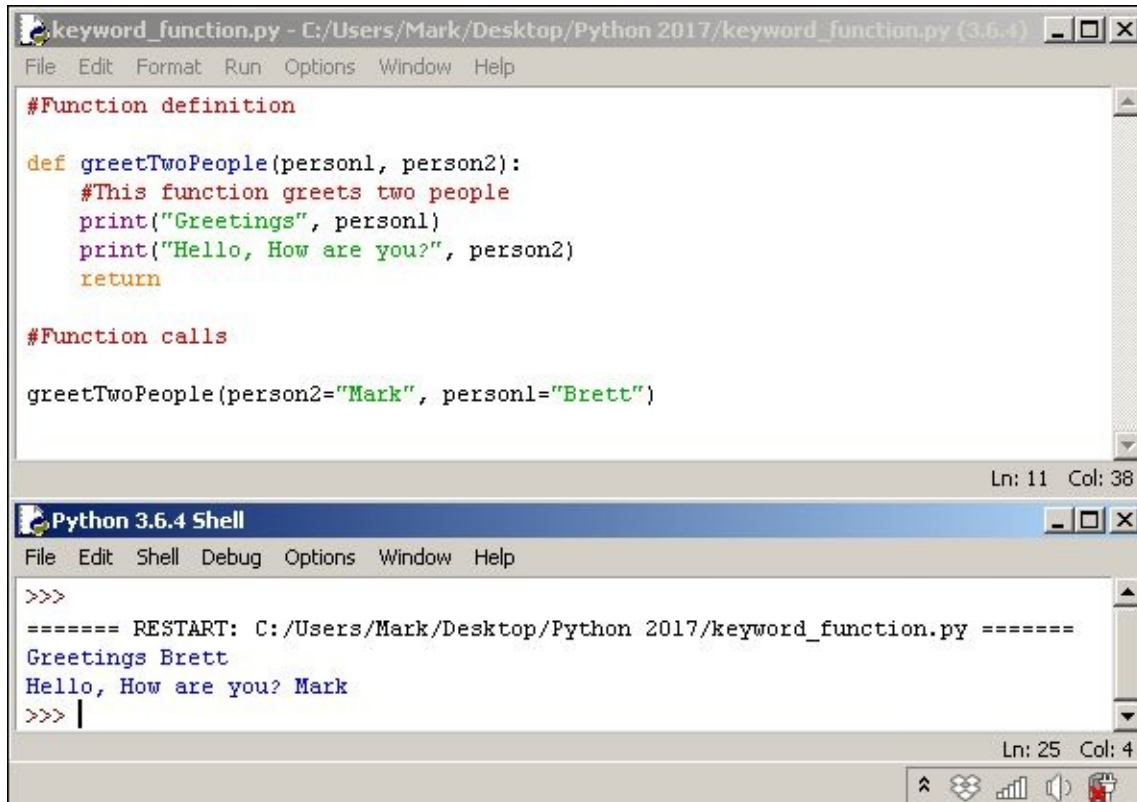 keyword_function.py - C:/Users/Mark/Desktop/Python 2017/keyword_function.py (3.6.4)
File Edit Format Run Options Window Help
#Function definition
def greetTwoPeople(person1, person2):
    #This function greets two people
    print("Greetings", person1)
    print("Hello, How are you?", person2)
    return
#Function calls
greetTwoPeople(person2="Mark", person1="Brett")
Ln: 11 Col: 38
Python 3.6.4 Shell
File Edit Shell Debug Options Window Help
>>>
======= RESTART: C:/Users/Mark/Desktop/Python 2017/keyword_function.py =======
Greetings Brett
Hello, How are you? Mark
>>>
Ln: 25 Col: 4